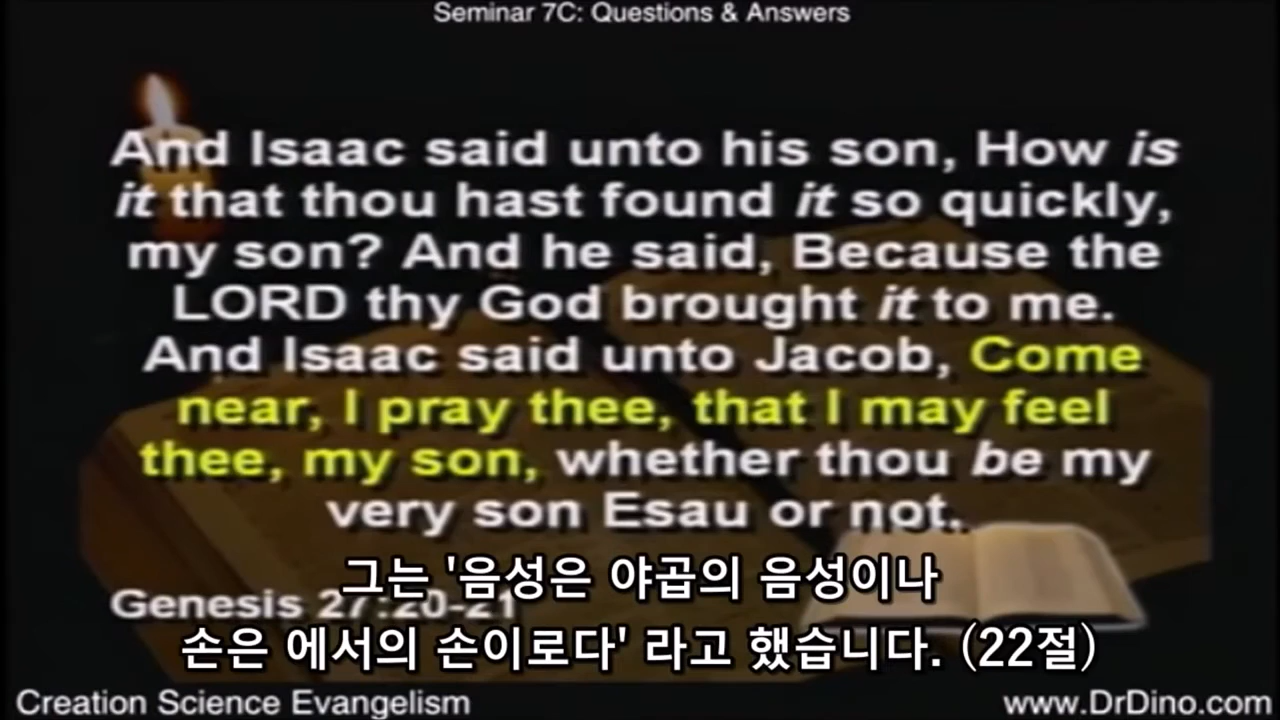 Seminar 7C: Questions & Answers
And Isaac said unto his son, How is
it that thou hast found it so quickly,
my son? And he said, Because the
LORD thy God brought it to me.
And Isaac said unto Jacob, Come
near, I pray thee, that I may feel
thee, my son, whether thou be my
very son Esau or not.
그는 '음성은 야곱의 음성이나
Genesis 27:20-21
손은 에서의 손이로다' 라고 했습니다. (22절)
Creation Science Evangelism
www.DrDino.com